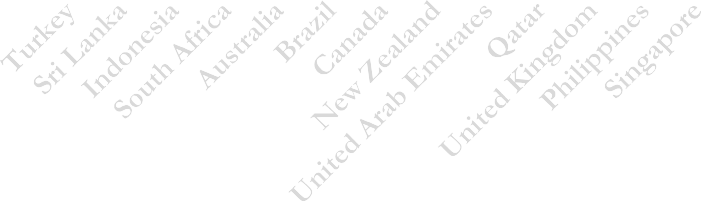 Turkey
Sri Lanka
Indonesia
South Africa
Australia
Brazil
Canada
New Zealand
United Arab Emirates
Qatar
United Kingdom
Philippines
Singapore